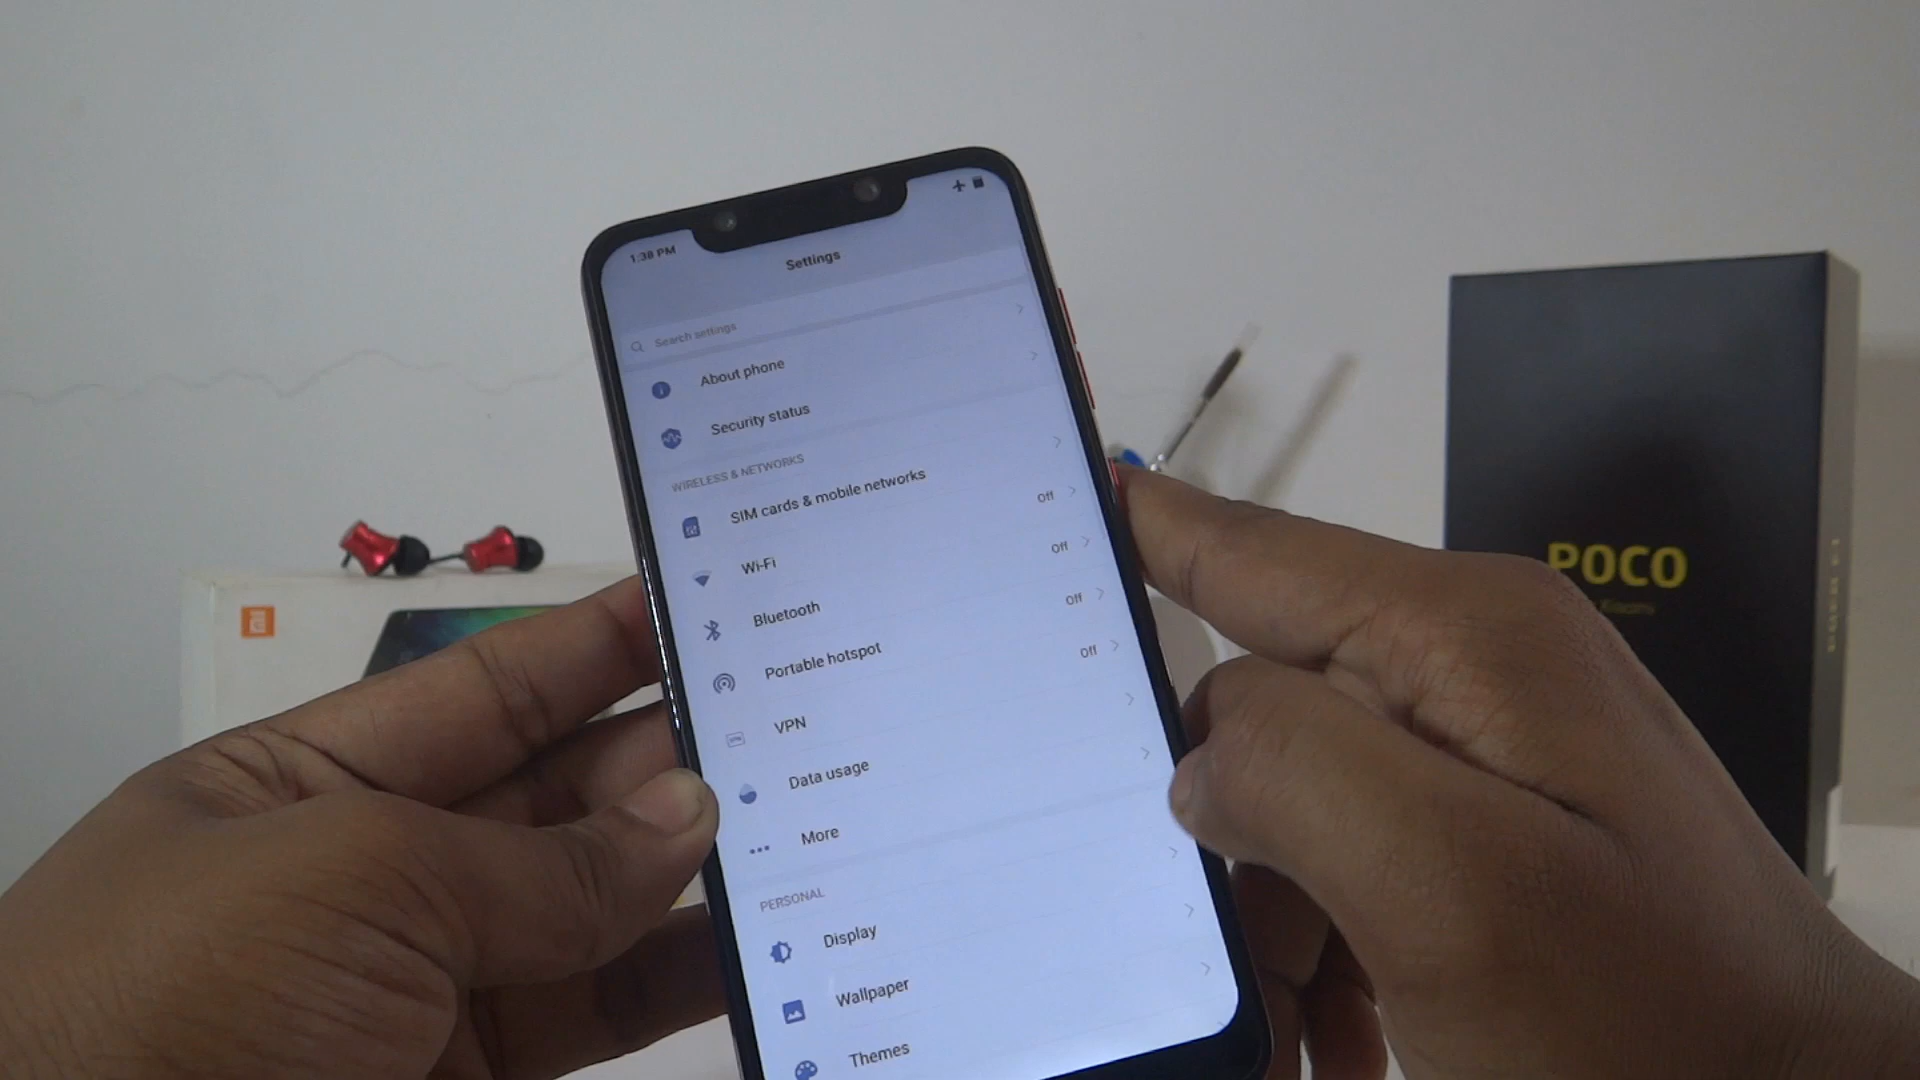 1:38 PM
Settings
Search settings
About phone
Security status
WIRELESS & NETWORKS
SIM cards & mobile networks
Wi-Fi
Off
Bluetooth
Off
Portable hotspot
Off
VPN
Off
Data usage
More
PERSONAL
Display
Wallpaper
Themes
POCO
Xiaomi